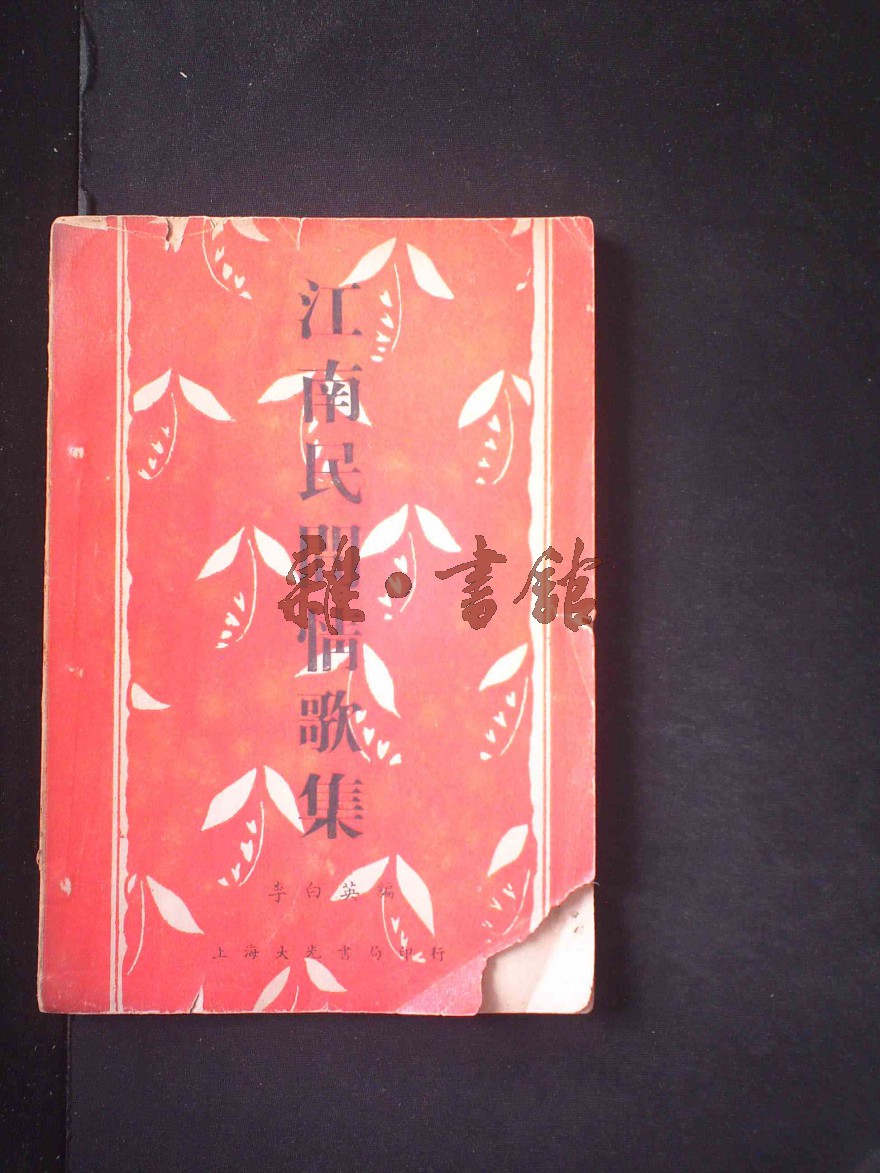 江南民間情歌集
雜·書館
李白英編
上海大光書局印行